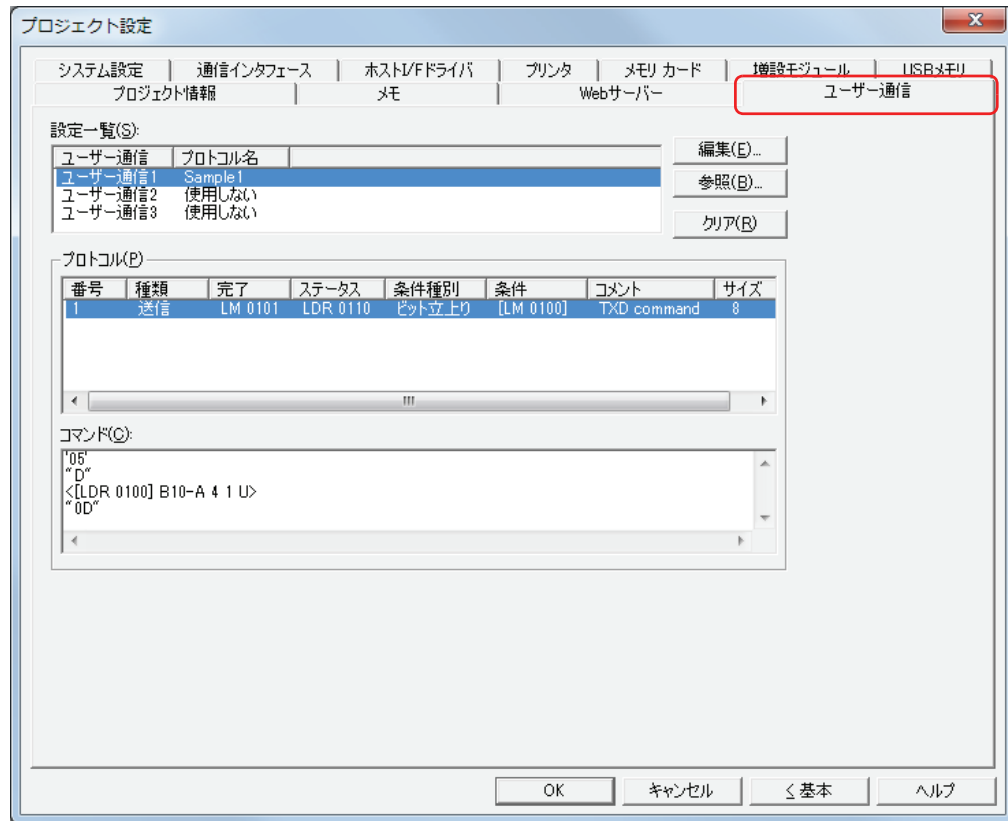 プロジェクト設定
システム設定 通信インタフェース ホストI/Fドライバ プリンタ メモリ カード 増設モジュール USBメモリ
プロジェクト情報 メモ Webサーバー ユーザー通信
設定一覧(S):
ユーザー通信 プロトコル名
ユーザー通信1 Sample1
ユーザー通信2 使用しない
ユーザー通信3 使用しない
編集(E)...
参照(B)...
クリア(R)
プロトコル(P)
番号 種類 完了 ステータス 条件種別 条件 コメント サイズ
1 送信 LM 0101 LDR 0110 ビット立上り [LM 0100] TXD command 8
コマンド(C):
'05'
"D"
<[LDR 0100] B10-A 4 1 U>
"0D"
OK キャンセル < 基本 ヘルプ